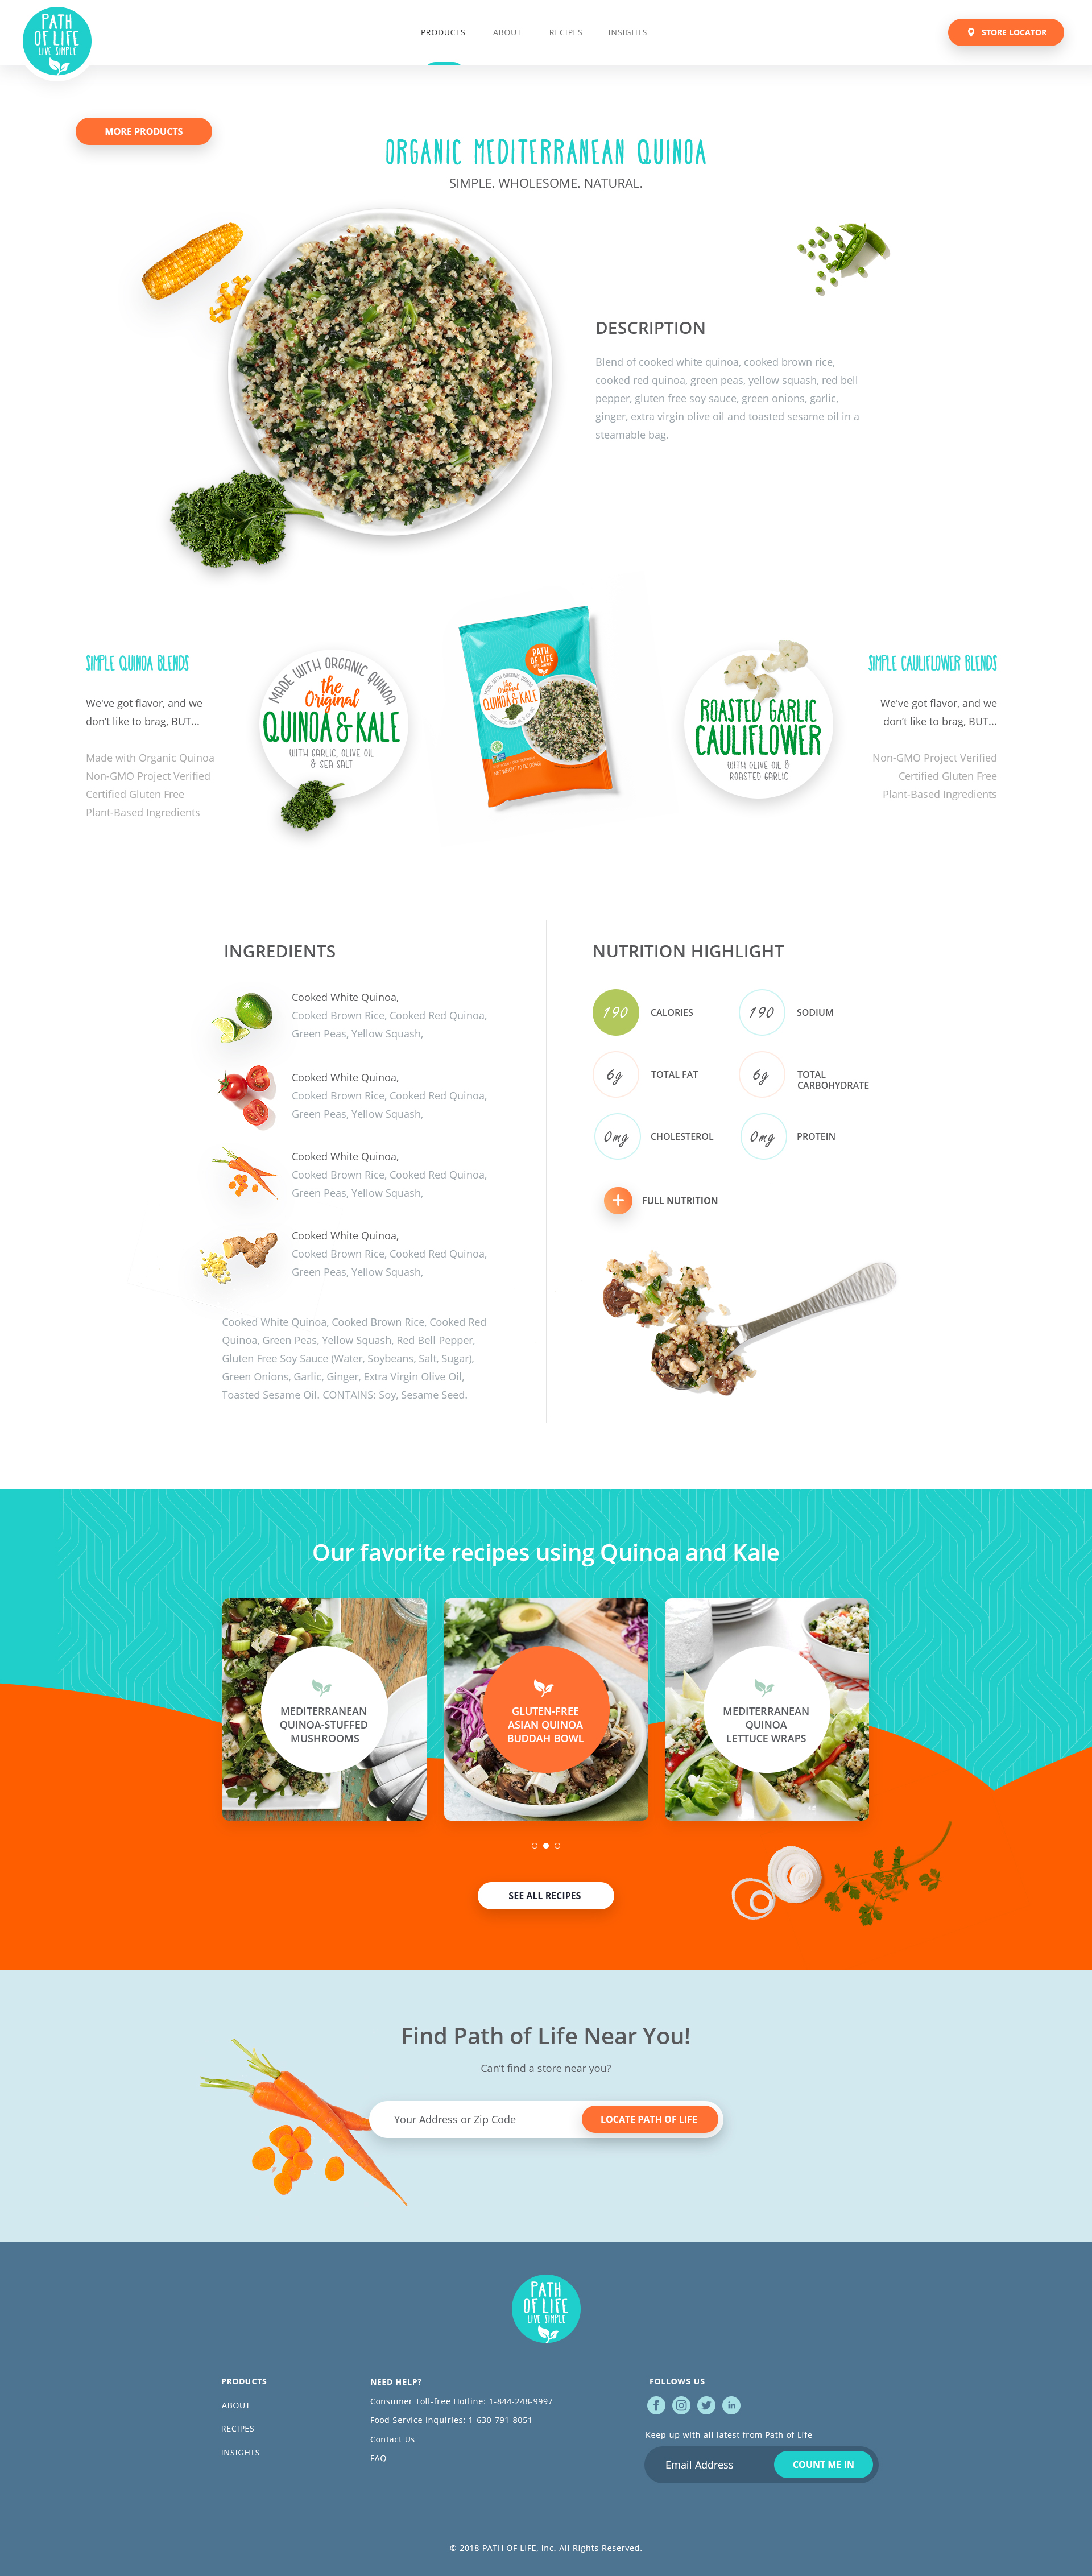 PATH
OF LIFE
LIVE SIMPLE
PRODUCTS
ABOUT
RECIPES
INSIGHTS
STORE LOCATOR
MORE PRODUCTS
ORGANIC MEDITERRANEAN QUINOA
SIMPLE. WHOLESOME. NATURAL.
DESCRIPTION
Blend of cooked white quinoa, cooked brown rice,
cooked red quinoa, green peas, yellow squash, red bell
pepper, gluten free soy sauce, green onions, garlic,
ginger, extra virgin olive oil and toasted sesame oil in a
steamable bag.
SIMPLE QUINOA BLENDS
We've got flavor, and we
don't like to brag, BUT...
Made with Organic Quinoa
Non-GMO Project Verified
Certified Gluten Free
Plant-Based Ingredients
MADE WITH ORGANIC QUINOA
the
Original
QUINOA & KALE
WITH GARLIC, OLIVE OIL
& SEA SALT
PATH
OF LIFE
LIVE SIMPLE
MADE WITH ORGANIC QUINOA
the
Original
QUINOA & KALE
ROASTED GARLIC
CAULIFLOWER
WITH OLIVE OIL &
ROASTED GARLIC
SIMPLE CAULIFLOWER BLENDS
We've got flavor, and we
don't like to brag, BUT...
Non-GMO Project Verified
Certified Gluten Free
Plant-Based Ingredients
INGREDIENTS
Cooked White Quinoa,
Cooked Brown Rice, Cooked Red Quinoa,
Green Peas, Yellow Squash,
Cooked White Quinoa,
Cooked Brown Rice, Cooked Red Quinoa,
Green Peas, Yellow Squash,
Cooked White Quinoa,
Cooked Brown Rice, Cooked Red Quinoa,
Green Peas, Yellow Squash,
Cooked White Quinoa,
Cooked Brown Rice, Cooked Red Quinoa,
Green Peas, Yellow Squash,
Cooked White Quinoa, Cooked Brown Rice, Cooked Red
Quinoa, Green Peas, Yellow Squash, Red Bell Pepper,
Gluten Free Soy Sauce (Water, Soybeans, Salt, Sugar),
Green Onions, Garlic, Ginger, Extra Virgin Olive Oil,
Toasted Sesame Oil. CONTAINS: Soy, Sesame Seed.
NUTRITION HIGHLIGHT
190 CALORIES
190 SODIUM
6g TOTAL FAT
6g TOTAL
CARBOHYDRATE
0mg CHOLESTEROL
0mg PROTEIN
+ FULL NUTRITION
Our favorite recipes using Quinoa and Kale
MEDITERRANEAN
QUINOA-STUFFED
MUSHROOMS
GLUTEN-FREE
ASIAN QUINOA
BUDDAH BOWL
MEDITERRANEAN
QUINOA
LETTUCE WRAPS
SEE ALL RECIPES
Find Path of Life Near You!
Can't find a store near you?
Your Address or Zip Code
LOCATE PATH OF LIFE
PATH
OF LIFE
LIVE SIMPLE
PRODUCTS
ABOUT
RECIPES
INSIGHTS
NEED HELP?
Consumer Toll-free Hotline: 1-844-248-9997
Food Service Inquiries: 1-630-791-8051
Contact Us
FAQ
FOLLOWS US
Keep up with all latest from Path of Life
Email Address
COUNT ME IN
© 2018 PATH OF LIFE, Inc. All Rights Reserved.